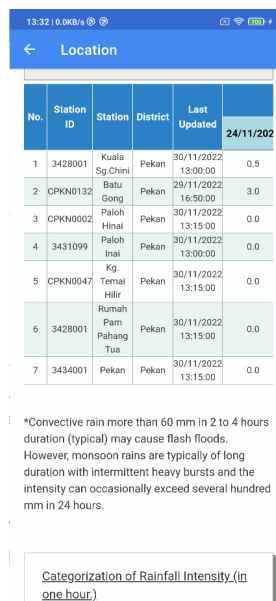 13:32 | 0.0KB/s
100
Location
No. Station ID Station District Last Updated 24/11/202
1 3428001 Kuala Sg.Chini Pekan 30/11/2022 13:00:00 0.5
2 CPKN0132 Batu Gong Pekan 29/11/2022 16:50:00 3.0
3 CPKN0002 Paloh Hinai Pekan 30/11/2022 13:15:00 0.0
4 3431099 Paloh Inai Pekan 30/11/2022 13:00:00 0.0
5 CPKN0047 Kg. Temai Hilir Pekan 30/11/2022 13:15:00 0.0
6 3428001 Rumah Pam Pahang Tua Pekan 30/11/2022 13:15:00 0.0
7 3434001 Pekan Pekan 30/11/2022 13:15:00 0.0
*Convective rain more than 60 mm in 2 to 4 hours
duration (typical) may cause flash floods.
However, monsoon rains are typically of long
duration with intermittent heavy bursts and the
intensity can occasionally exceed several hundred
mm in 24 hours.
Categorization of Rainfall Intensity (in
one hour.)